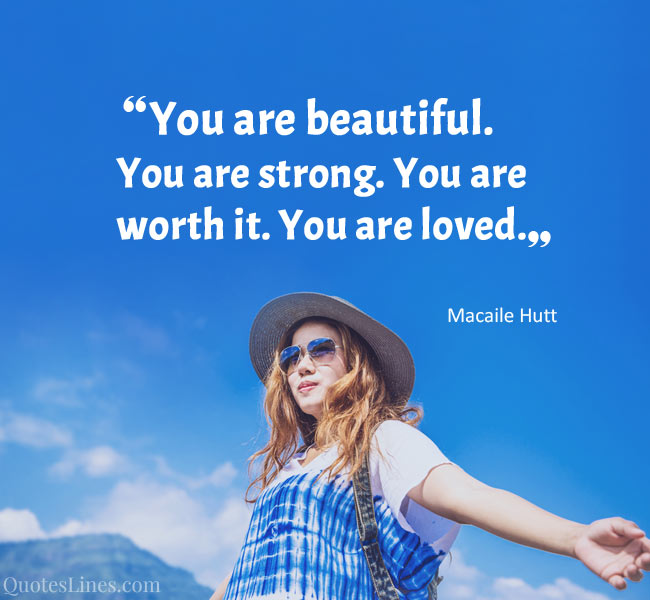 “You are beautiful.
You are strong. You are
worth it. You are loved.„
Macaile Hutt
QuotesLines.com